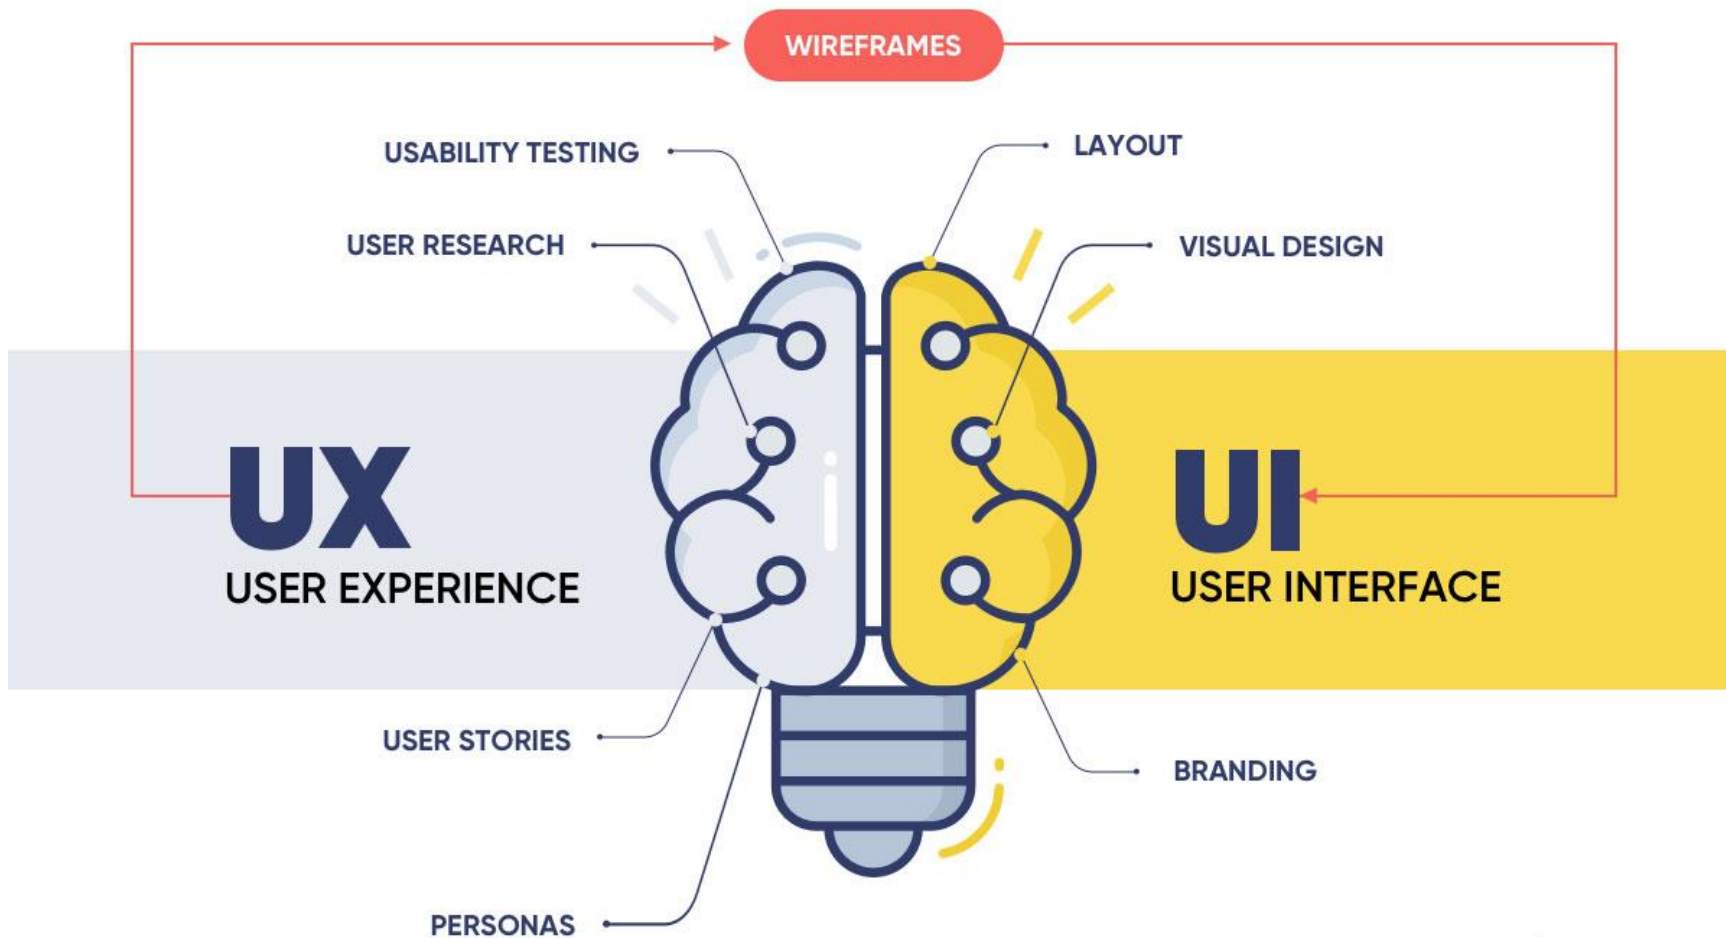 WIREFRAMES
USABILITY TESTING
LAYOUT
USER RESEARCH
VISUAL DESIGN
UX
USER EXPERIENCE
UI
USER INTERFACE
USER STORIES
BRANDING
PERSONAS